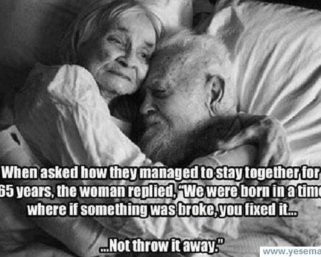 When asked how they managed to stay together for
65 years, the woman replied, "We were born in a time
where if something was broke, you fixed it...
...Not throw it away."
www.yesema